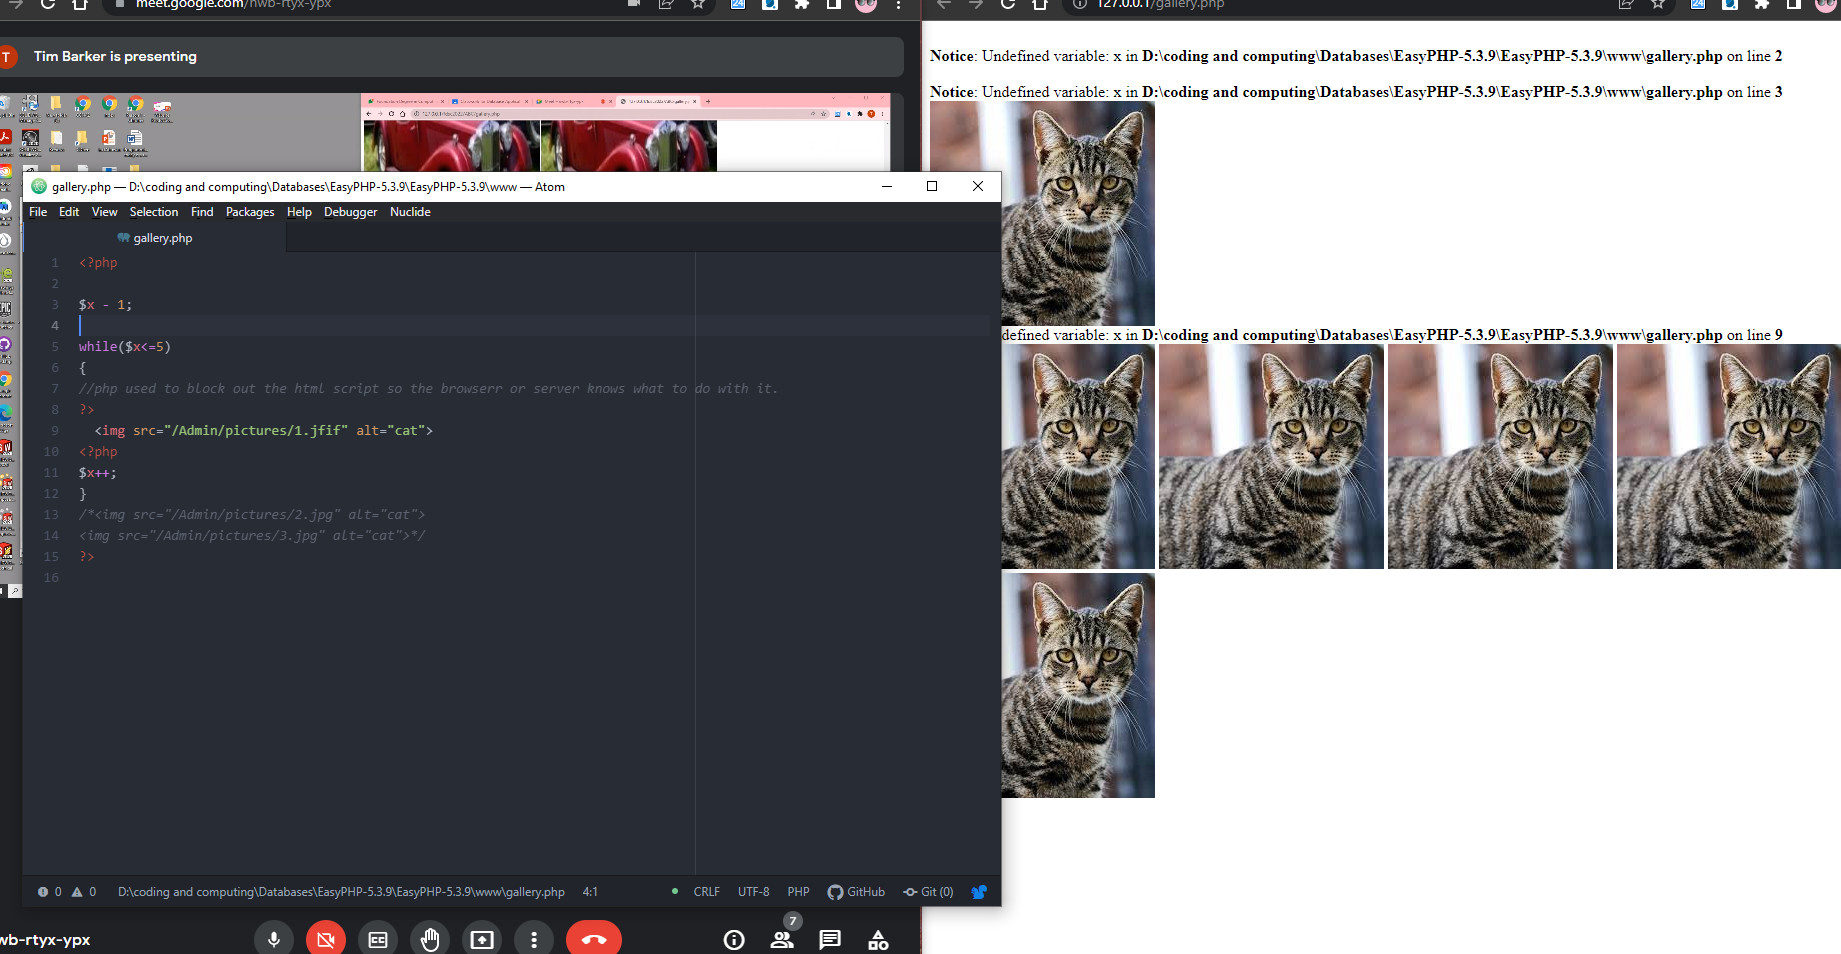 meet.google.com/nwb-rtyx-ypx
127.0.0.1/gallery.php
T
Tim Barker is presenting
gallery.php — D:\coding and computing\Databases\EasyPHP-5.3.9\EasyPHP-5.3.9\www — Atom
File Edit View Selection Find Packages Help Debugger Nuclide
gallery.php
1 <?php
2
3 $x - 1;
4
5 while($x<=5)
6 {
7 //php used to block out the html script so the browserr or server knows what to do with it.
8 ?>
9 <img src="/Admin/pictures/1.jfif" alt="cat">
10 <?php
11 $x++;
12 }
13 /*<img src="/Admin/pictures/2.jpg" alt="cat">
14 <img src="/Admin/pictures/3.jpg" alt="cat">*/
15 ?>
16
0 0 D:\coding and computing\Databases\EasyPHP-5.3.9\EasyPHP-5.3.9\www\gallery.php 4:1 CRLF UTF-8 PHP GitHub Git (0)
wb-rtyx-ypx
CC
7
Notice: Undefined variable: x in D:\coding and computing\Databases\EasyPHP-5.3.9\EasyPHP-5.3.9\www\gallery.php on line 2
Notice: Undefined variable: x in D:\coding and computing\Databases\EasyPHP-5.3.9\EasyPHP-5.3.9\www\gallery.php on line 3
defined variable: x in D:\coding and computing\Databases\EasyPHP-5.3.9\EasyPHP-5.3.9\www\gallery.php on line 9